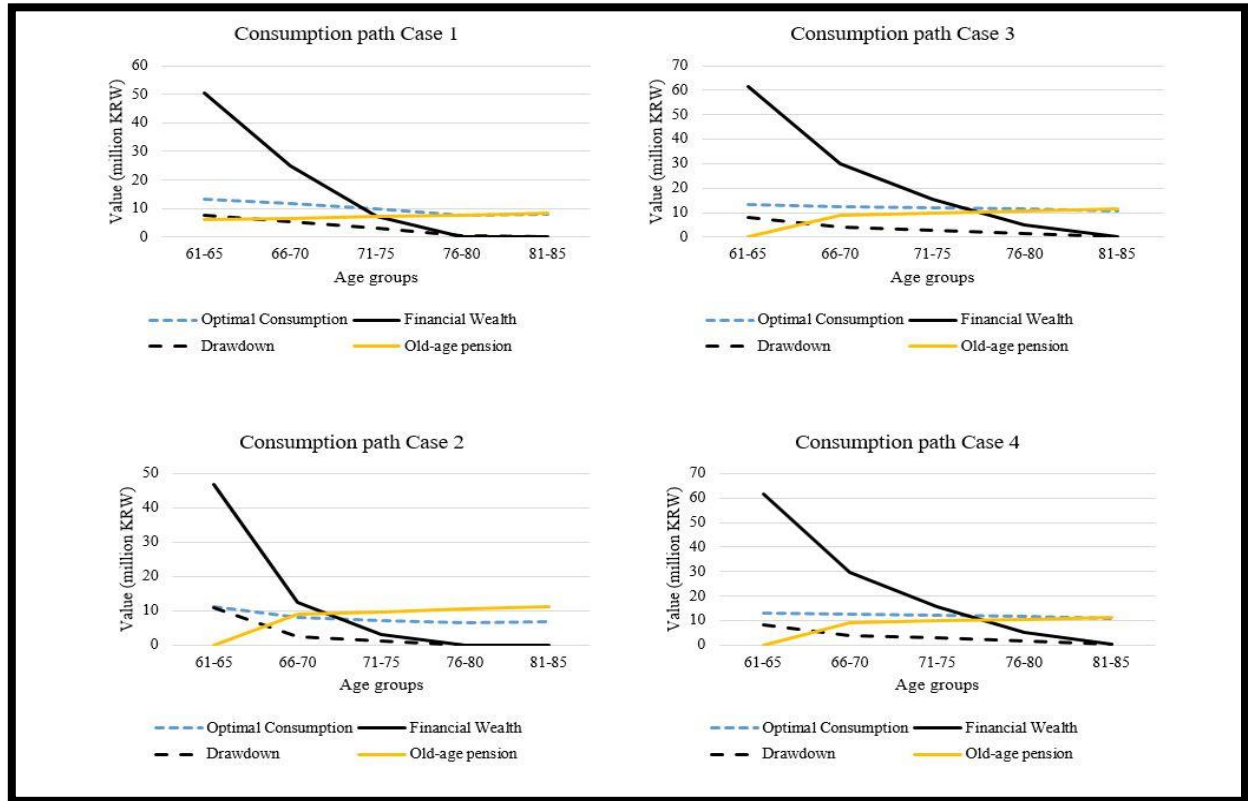 Consumption path Case 1
Value (million KRW)
60
50
40
30
20
10
0
61-65 66-70 71-75 76-80 81-85
Age groups
Optimal Consumption Financial Wealth
Drawdown Old-age pension
Consumption path Case 3
Value (million KRW)
70
60
50
40
30
20
10
0
61-65 66-70 71-75 76-80 81-85
Age groups
Optimal Consumption Financial Wealth
Drawdown Old-age pension
Consumption path Case 2
Value (million KRW)
50
40
30
20
10
0
61-65 66-70 71-75 76-80 81-85
Age groups
Optimal Consumption Financial Wealth
Drawdown Old-age pension
Consumption path Case 4
Value (million KRW)
70
60
50
40
30
20
10
0
61-65 66-70 71-75 76-80 81-85
Age groups
Optimal Consumption Financial Wealth
Drawdown Old-age pension